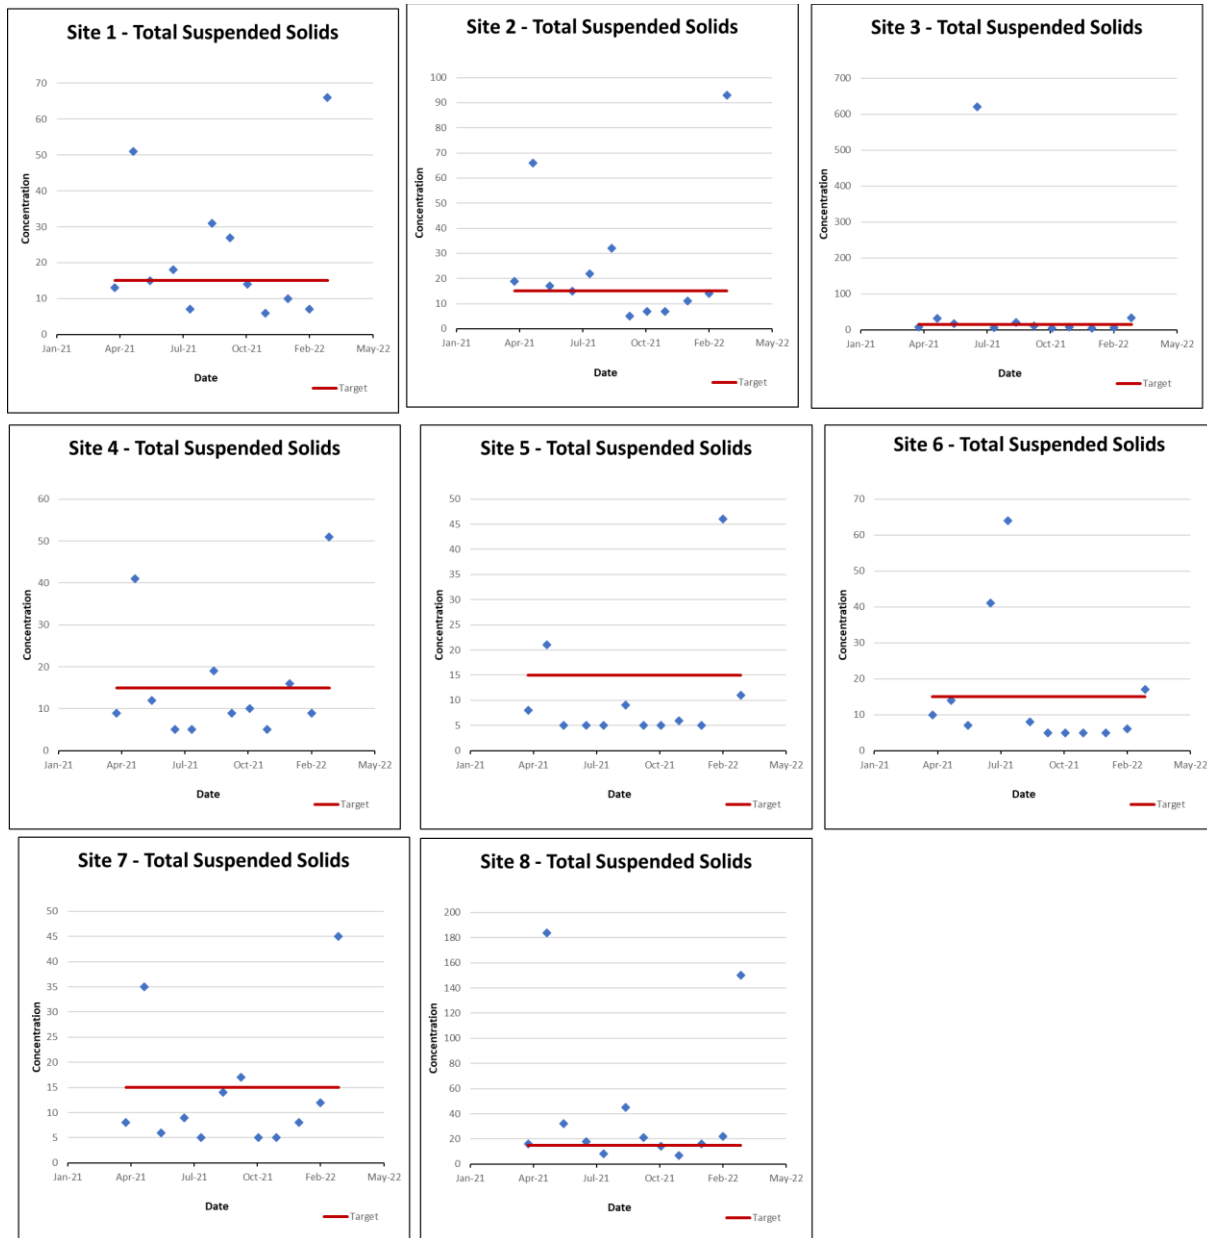 Site 1 - Total Suspended Solids
70
60
50
40
30
20
10
0
Concentration
Jan-21 Apr-21 Jul-21 Oct-21 Feb-22 May-22
Date
Target
Site 2 - Total Suspended Solids
100
90
80
70
60
50
40
30
20
10
0
Concentration
Jan-21 Apr-21 Jul-21 Oct-21 Feb-22 May-22
Date
Target
Site 3 - Total Suspended Solids
700
600
500
400
300
200
100
0
Concentration
Jan-21 Apr-21 Jul-21 Oct-21 Feb-22 May-22
Date
Target
Site 4 - Total Suspended Solids
60
50
40
30
20
10
0
Concentration
Jan-21 Apr-21 Jul-21 Oct-21 Feb-22 May-22
Date
Target
Site 5 - Total Suspended Solids
50
45
40
35
30
25
20
15
10
5
0
Concentration
Jan-21 Apr-21 Jul-21 Oct-21 Feb-22 May-22
Date
Target
Site 6 - Total Suspended Solids
70
60
50
40
30
20
10
0
Concentration
Jan-21 Apr-21 Jul-21 Oct-21 Feb-22 May-22
Date
Target
Site 7 - Total Suspended Solids
50
45
40
35
30
25
20
15
10
5
0
Concentration
Jan-21 Apr-21 Jul-21 Oct-21 Feb-22 May-22
Date
Target
Site 8 - Total Suspended Solids
200
180
160
140
120
100
80
60
40
20
0
Concentration
Jan-21 Apr-21 Jul-21 Oct-21 Feb-22 May-22
Date
Target